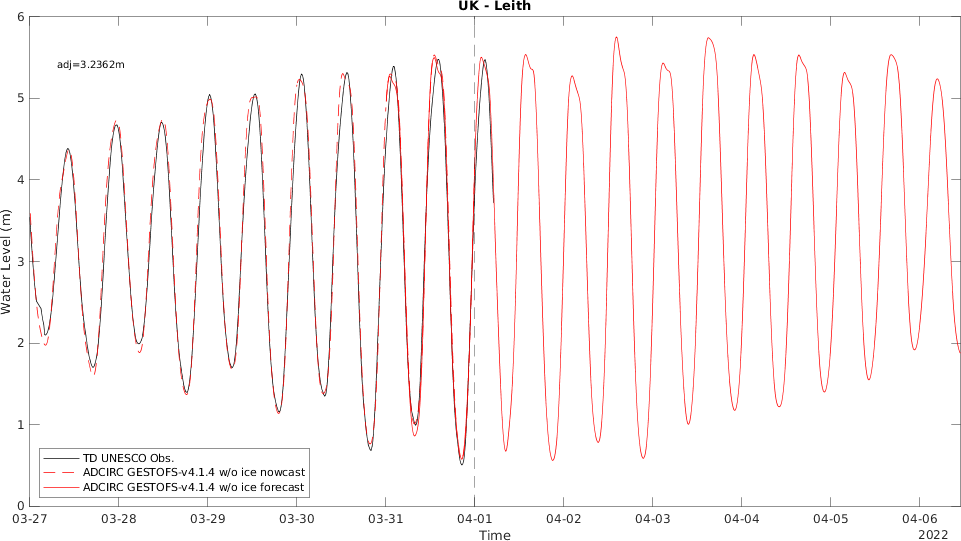 UK - Leith
6
adj=3.2362m
5
4
3
Water Level (m)
2
1
TD UNESCO Obs.
ADCIRC GESTOFS-v4.1.4 w/o ice nowcast
ADCIRC GESTOFS-v4.1.4 w/o ice forecast
0
03-27 03-28 03-29 03-30 03-31 04-01 04-02 04-03 04-04 04-05 04-06
Time
2022